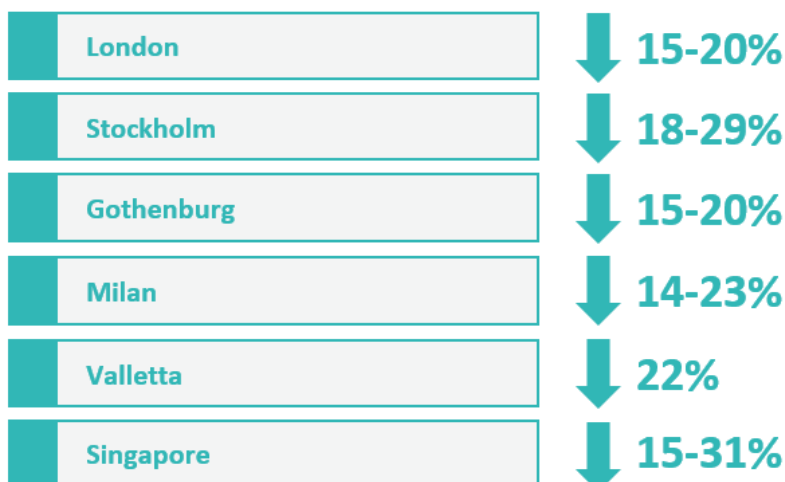 London 15-20%
Stockholm 18-29%
Gothenburg 15-20%
Milan 14-23%
Valletta 22%
Singapore 15-31%